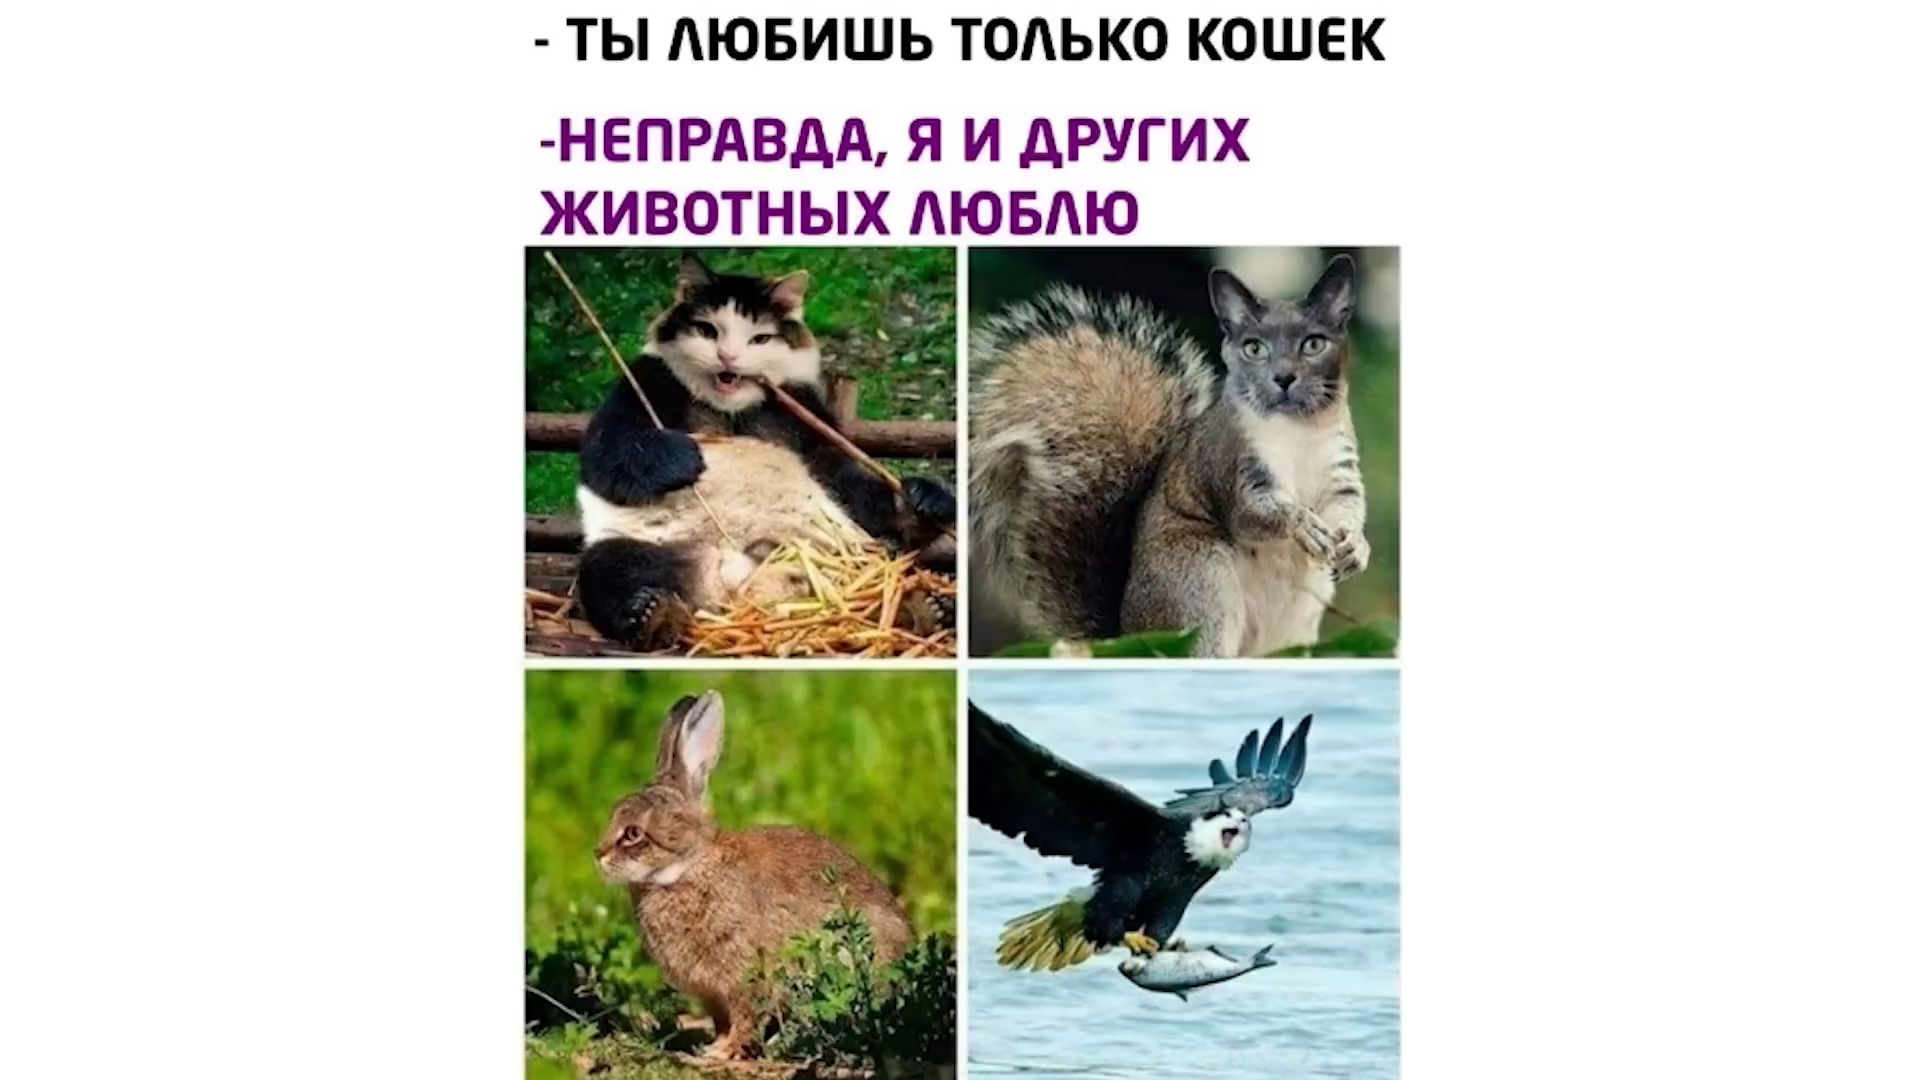 - ТЫ ЛЮБИШЬ ТОЛЬКО КОШЕК
-НЕПРАВДА, Я И ДРУГИХ
ЖИВОТНЫХ ЛЮБЛЮ